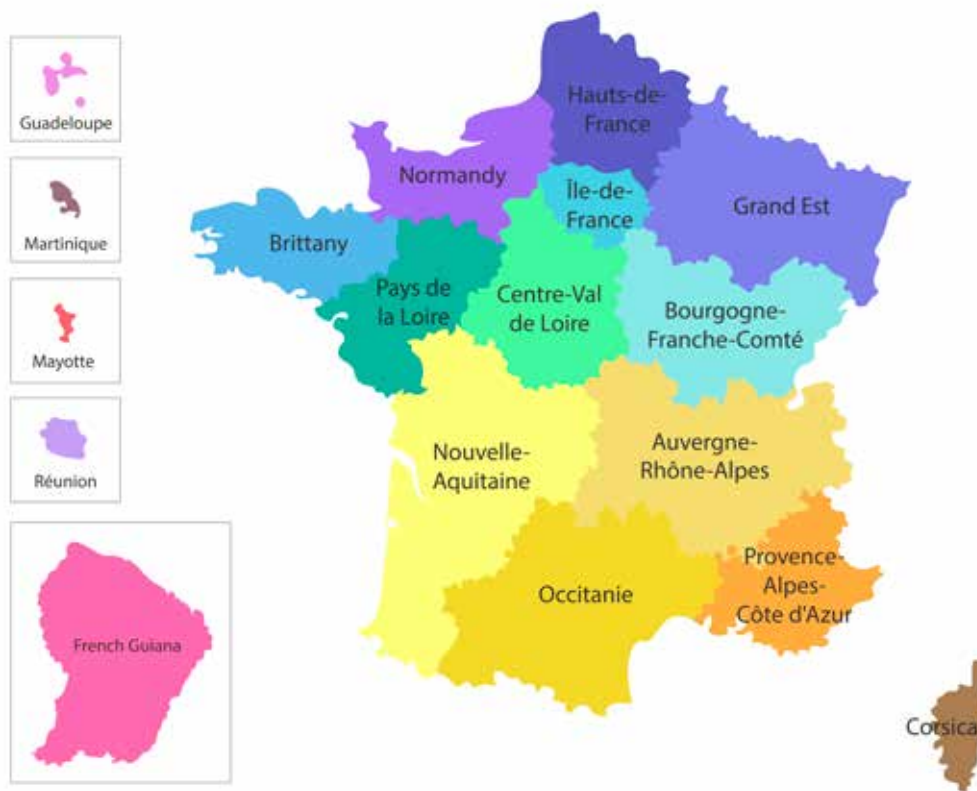 Guadeloupe
Martinique
Mayotte
Réunion
French Guiana
Hauts-de-
France
Normandy
Île-de-
France
Grand Est
Brittany
Pays de
la Loire
Centre-Val
de Loire
Bourgogne-
Franche-Comté
Nouvelle-
Aquitaine
Auvergne-
Rhône-Alpes
Occitanie
Provence-
Alpes-
Côte d'Azur
Corsica